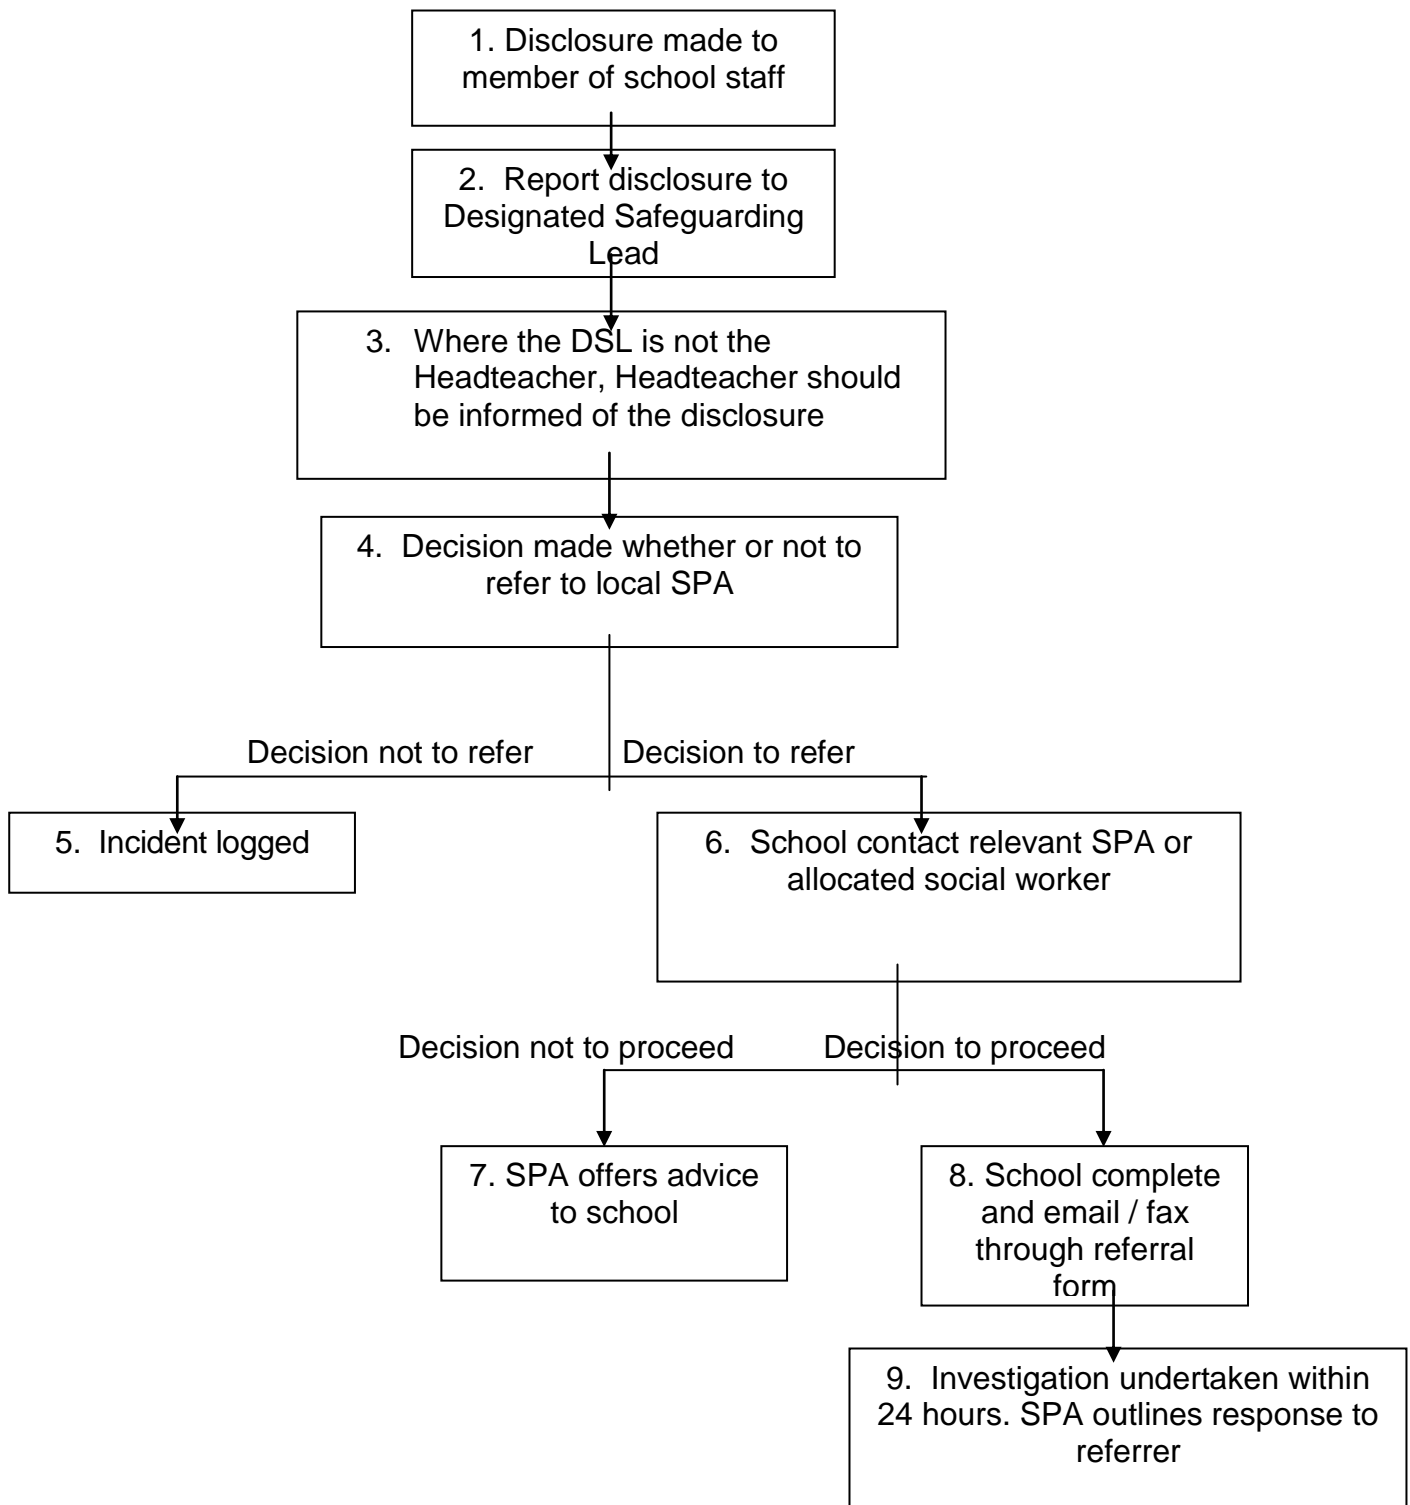 1. Disclosure made to
member of school staff
2. Report disclosure to
Designated Safeguarding
Lead
3. Where the DSL is not the
Headteacher, Headteacher should
be informed of the disclosure
4. Decision made whether or not to
refer to local SPA
Decision not to refer
Decision to refer
5. Incident logged
6. School contact relevant SPA or
allocated social worker
Decision not to proceed
Decision to proceed
7. SPA offers advice
to school
8. School complete
and email / fax
through referral
form
9. Investigation undertaken within
24 hours. SPA outlines response to
referrer